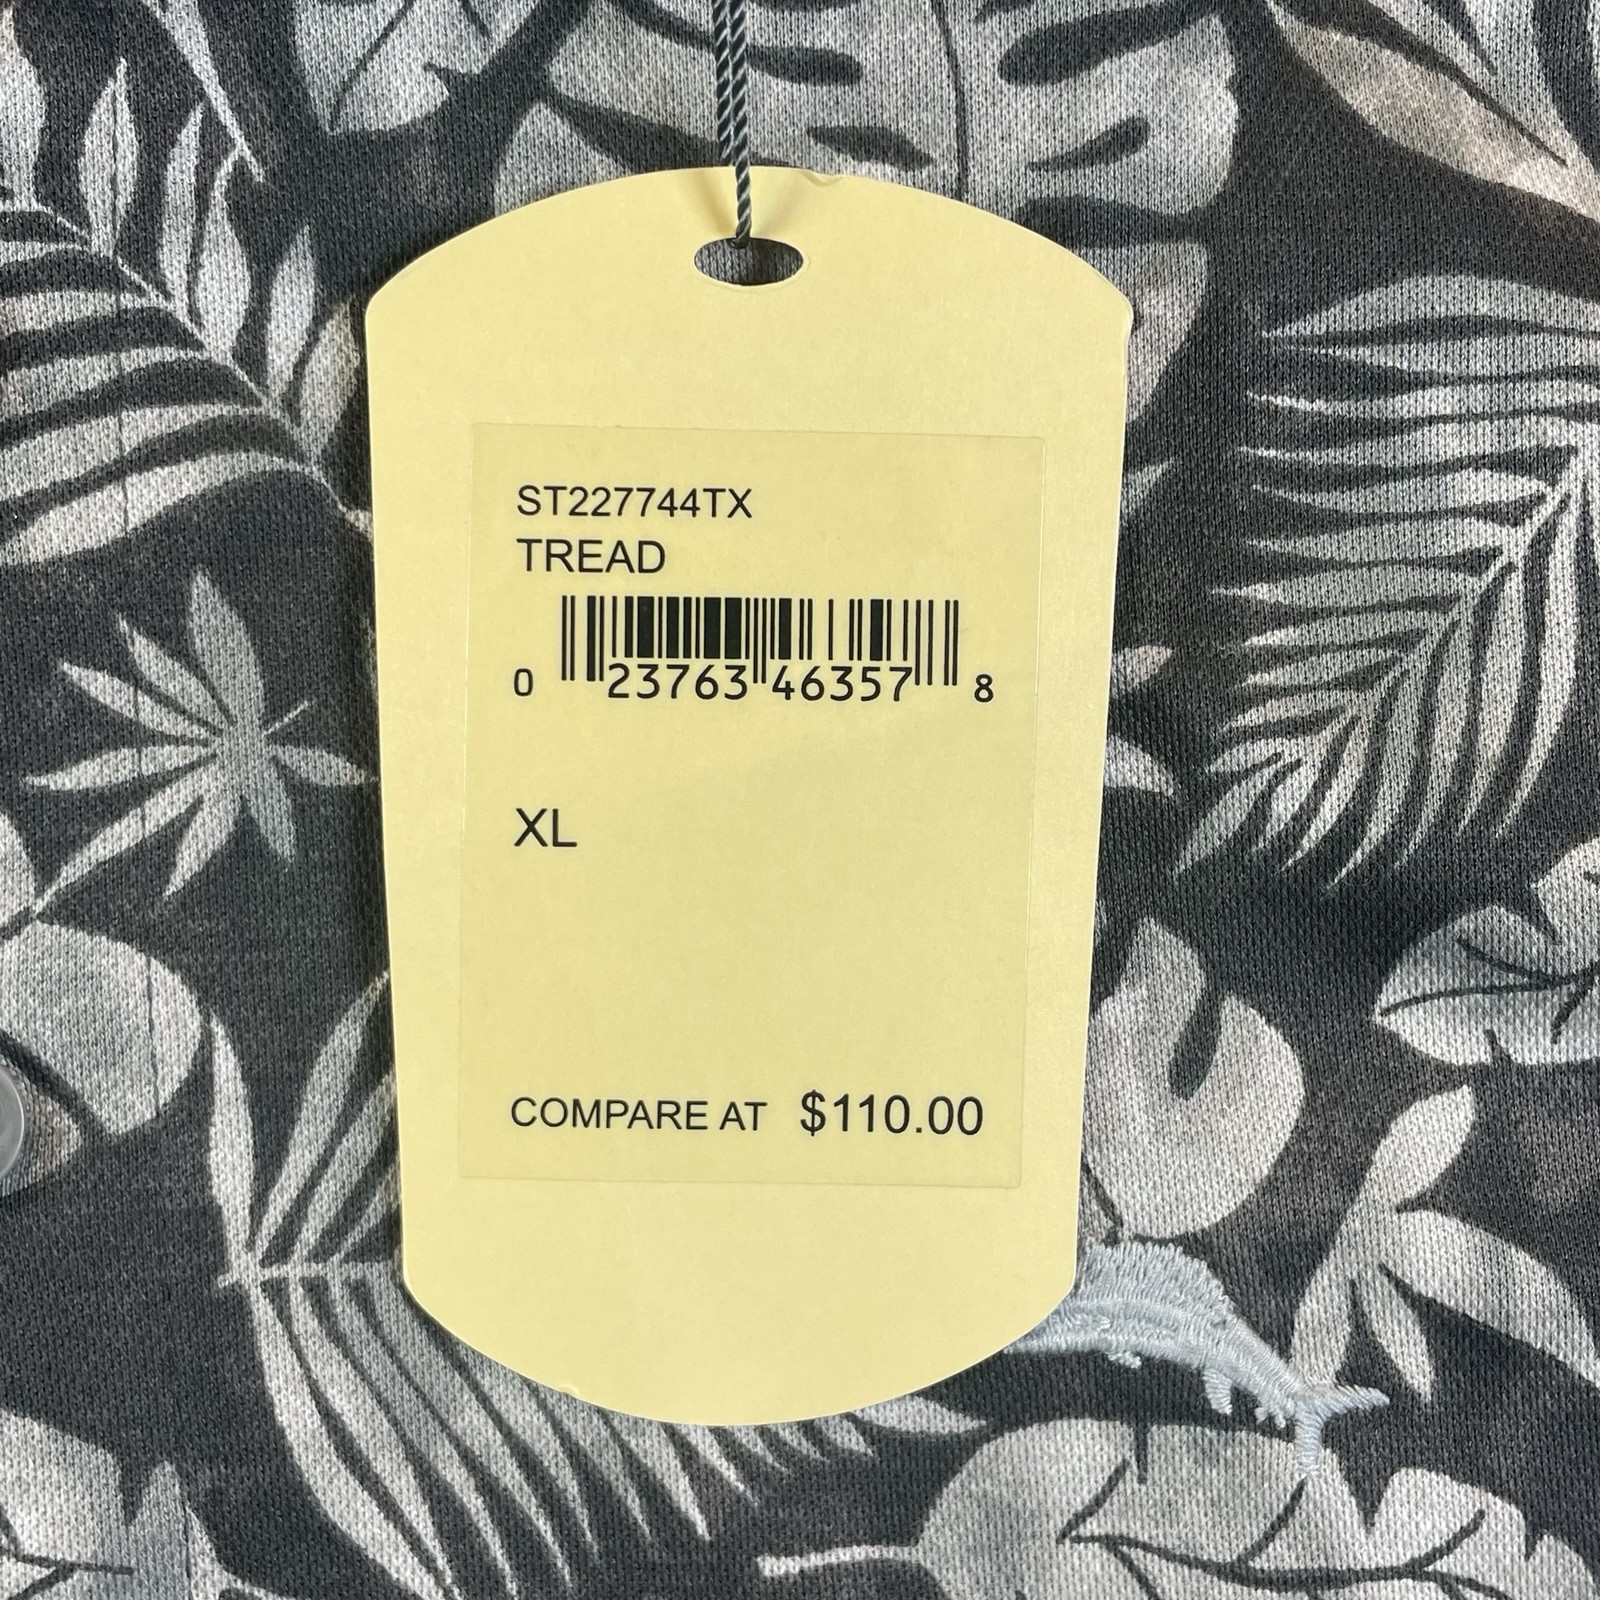 ST227744TX
TREAD
0 23763 46357 8
XL
COMPARE AT $110.00